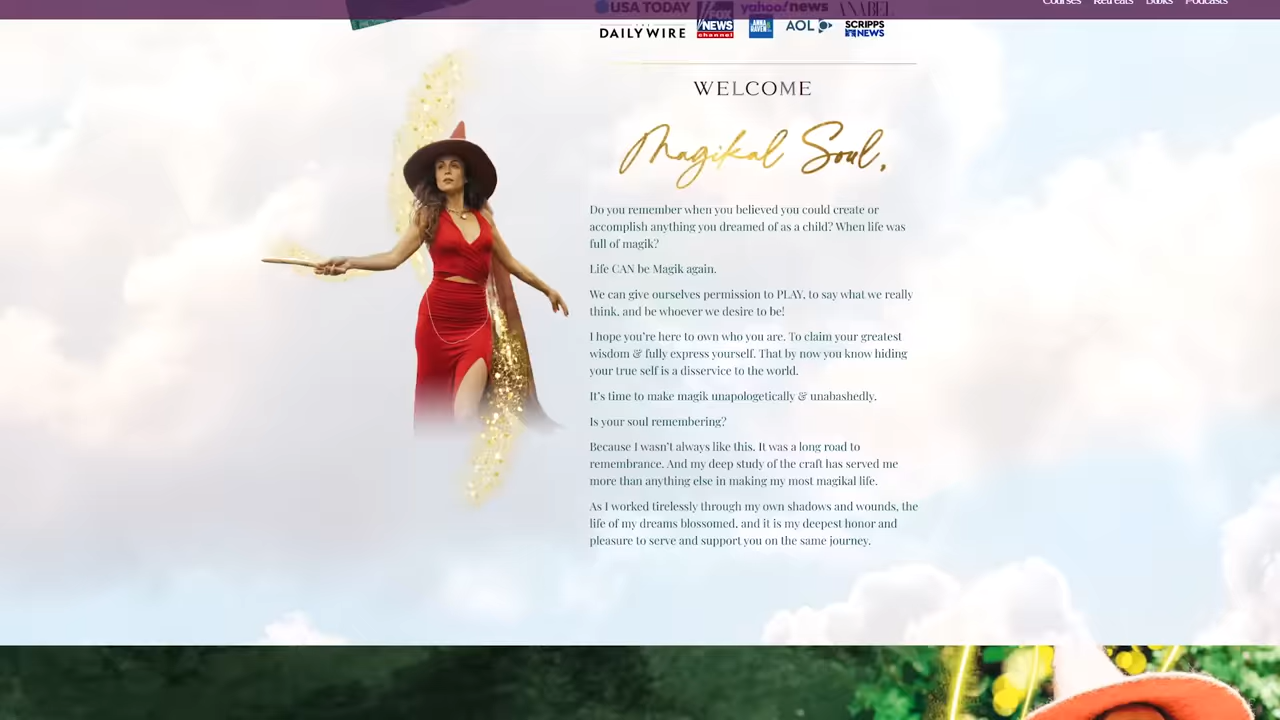 Courses Retreats Books Podcasts
USA TODAY FOX yahoo!news ANABEL
DAILYWIRE NEWS channel ANNA HAVEN AOL SCRIPPS NEWS
WELCOME
Magikal Soul,
Do you remember when you believed you could create or
accomplish anything you dreamed of as a child? When life was
full of magik?
Life CAN be Magik again.
We can give ourselves permission to PLAY, to say what we really
think, and be whoever we desire to be!
I hope you're here to own who you are. To claim your greatest
wisdom & fully express yourself. That by now you know hiding
your true self is a disservice to the world.
It's time to make magik unapologetically & unabashedly.
Is your soul remembering?
Because I wasn't always like this. It was a long road to
remembrance. And my deep study of the craft has served me
more than anything else in making my most magikal life.
As I worked tirelessly through my own shadows and wounds, the
life of my dreams blossomed, and it is my deepest honor and
pleasure to serve and support you on the same journey.